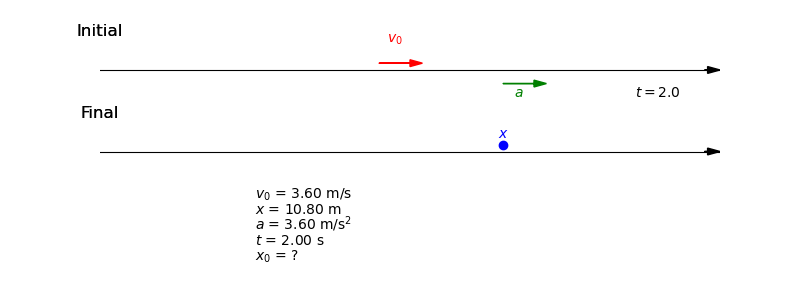 Initial
v₀
a
t = 2.0
Final
x
v₀ = 3.60 m/s
x = 10.80 m
a = 3.60 m/s²
t = 2.00 s
x₀ = ?